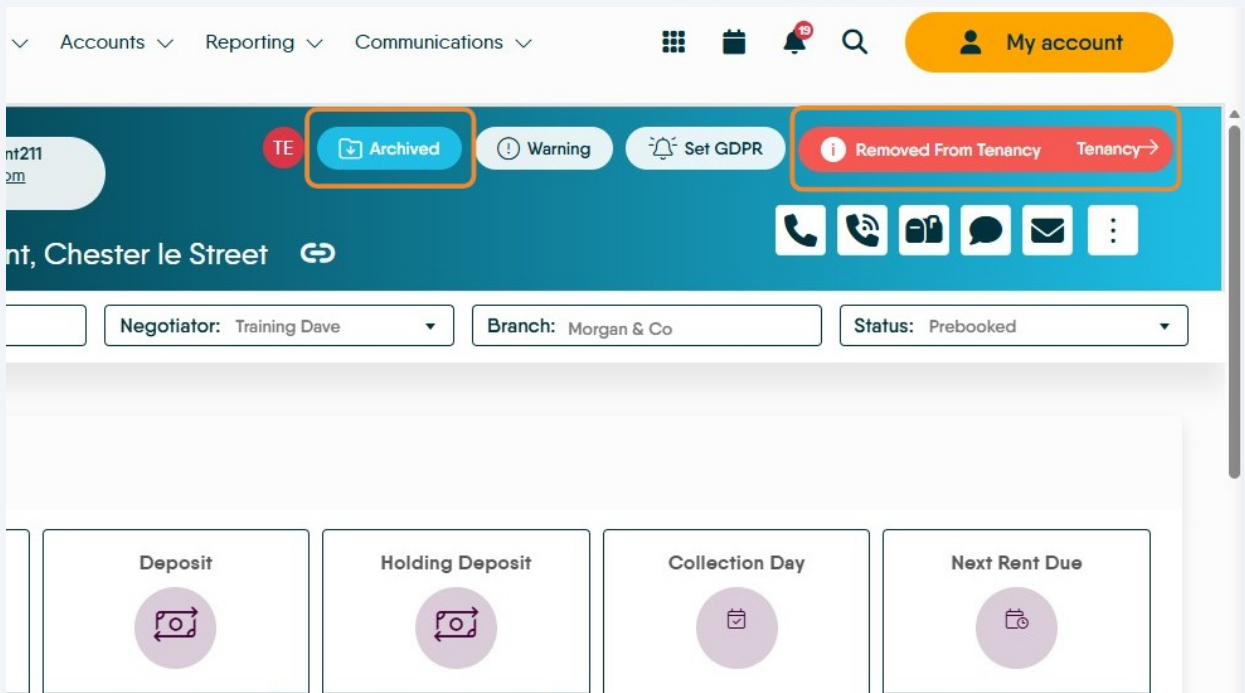 Accounts Reporting Communications 19 My account
nt211
om
TE Archived Warning Set GDPR i Removed From Tenancy Tenancy→
nt, Chester le Street
Negotiator: Training Dave Branch: Morgan & Co Status: Prebooked
Deposit Holding Deposit Collection Day Next Rent Due